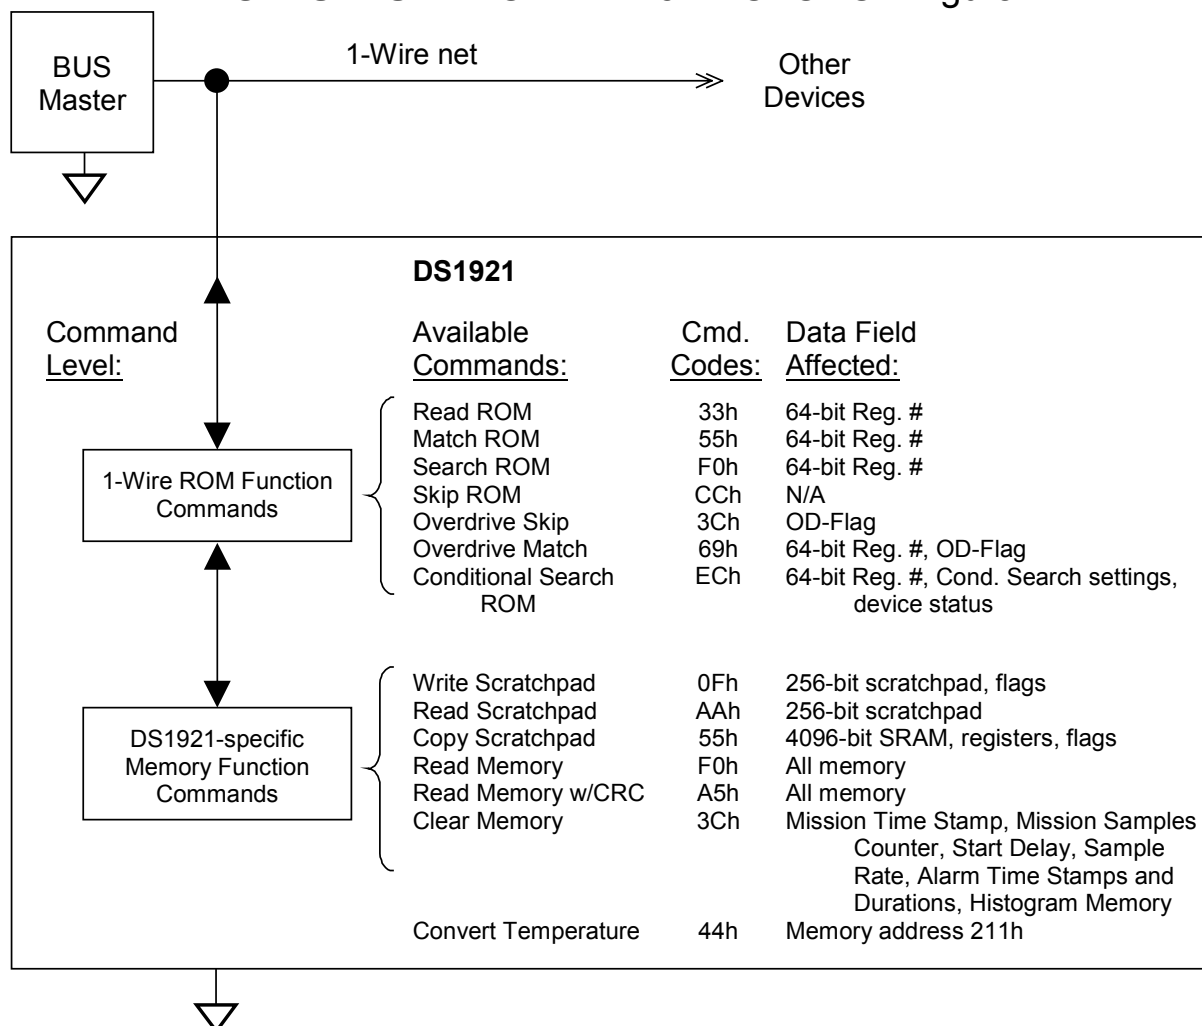 BUS
Master
1-Wire net
Other
Devices
DS1921
Command
Level:
Available
Commands:
Cmd.
Codes:
Data Field
Affected:
1-Wire ROM Function
Commands
Read ROM 33h 64-bit Reg. #
Match ROM 55h 64-bit Reg. #
Search ROM F0h 64-bit Reg. #
Skip ROM CCh N/A
Overdrive Skip 3Ch OD-Flag
Overdrive Match 69h 64-bit Reg. #, OD-Flag
Conditional Search ECh 64-bit Reg. #, Cond. Search settings,
ROM device status
DS1921-specific
Memory Function
Commands
Write Scratchpad 0Fh 256-bit scratchpad, flags
Read Scratchpad AAh 256-bit scratchpad
Copy Scratchpad 55h 4096-bit SRAM, registers, flags
Read Memory F0h All memory
Read Memory w/CRC A5h All memory
Clear Memory 3Ch Mission Time Stamp, Mission Samples
Counter, Start Delay, Sample
Rate, Alarm Time Stamps and
Durations, Histogram Memory
Convert Temperature 44h Memory address 211h